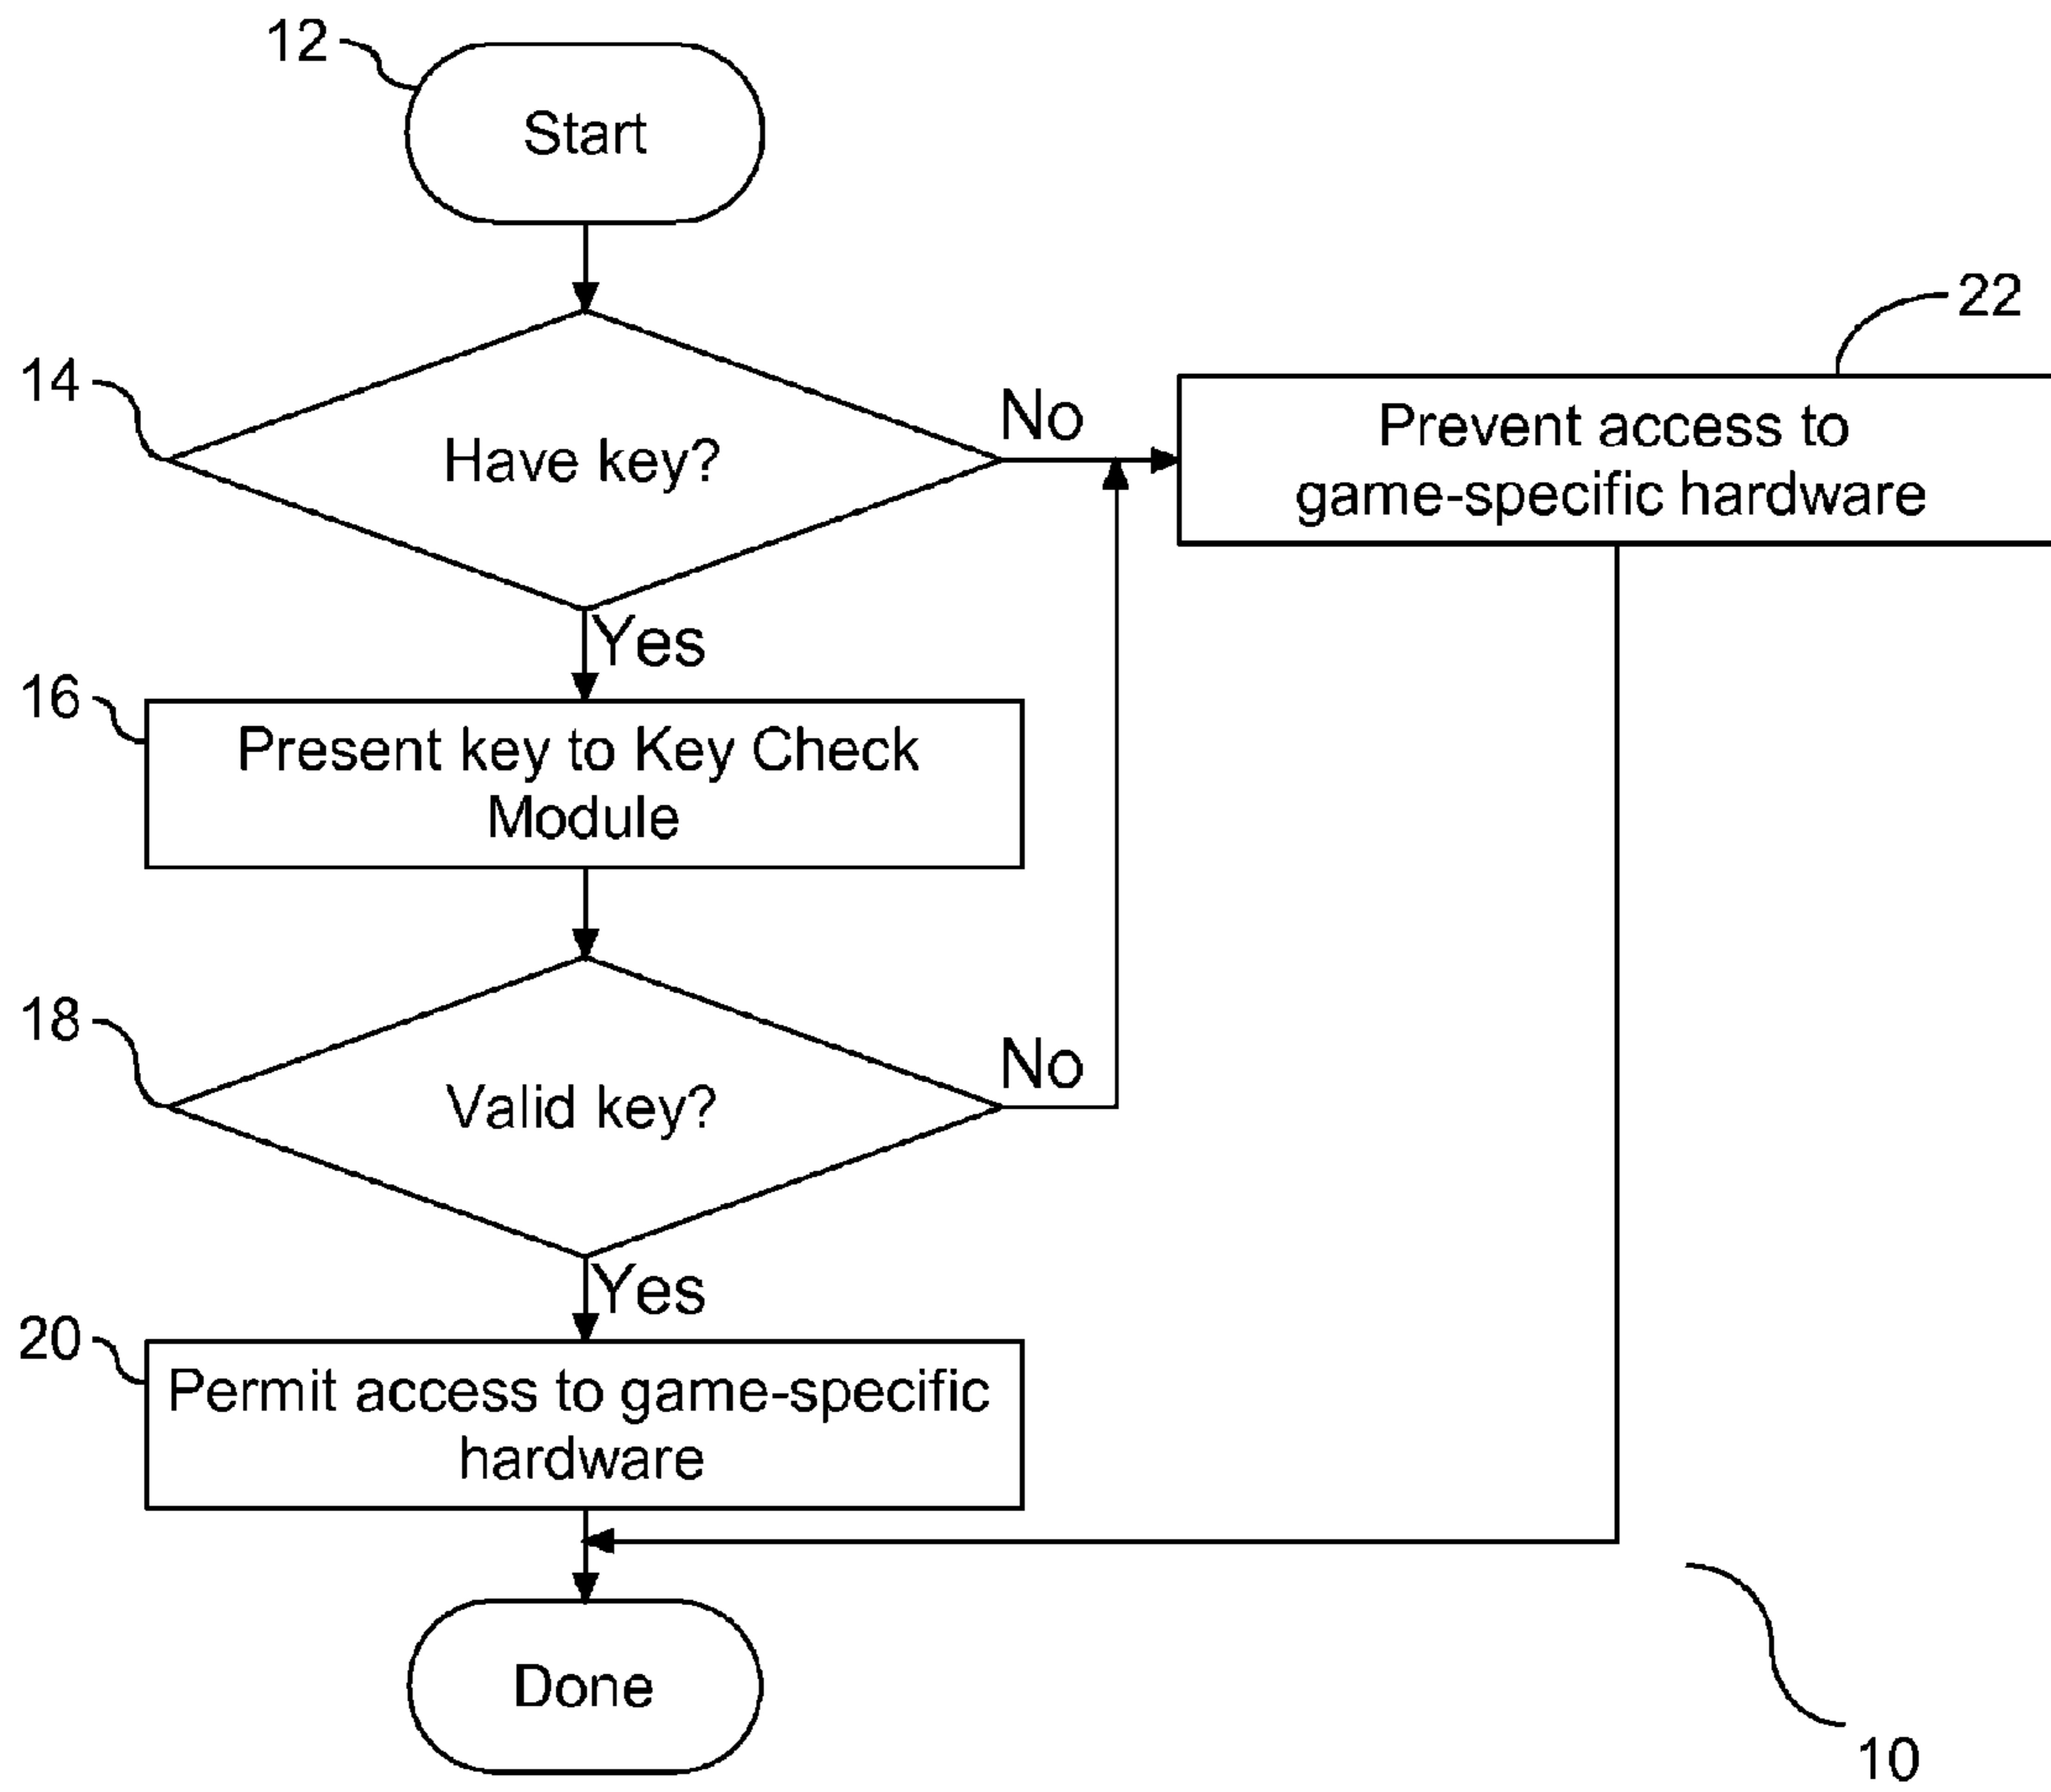 12
Start
22
14
Have key?
No
Prevent access to
game-specific hardware
Yes
16
Present key to Key Check
Module
18
Valid key?
No
Yes
20
Permit access to game-specific
hardware
Done
10